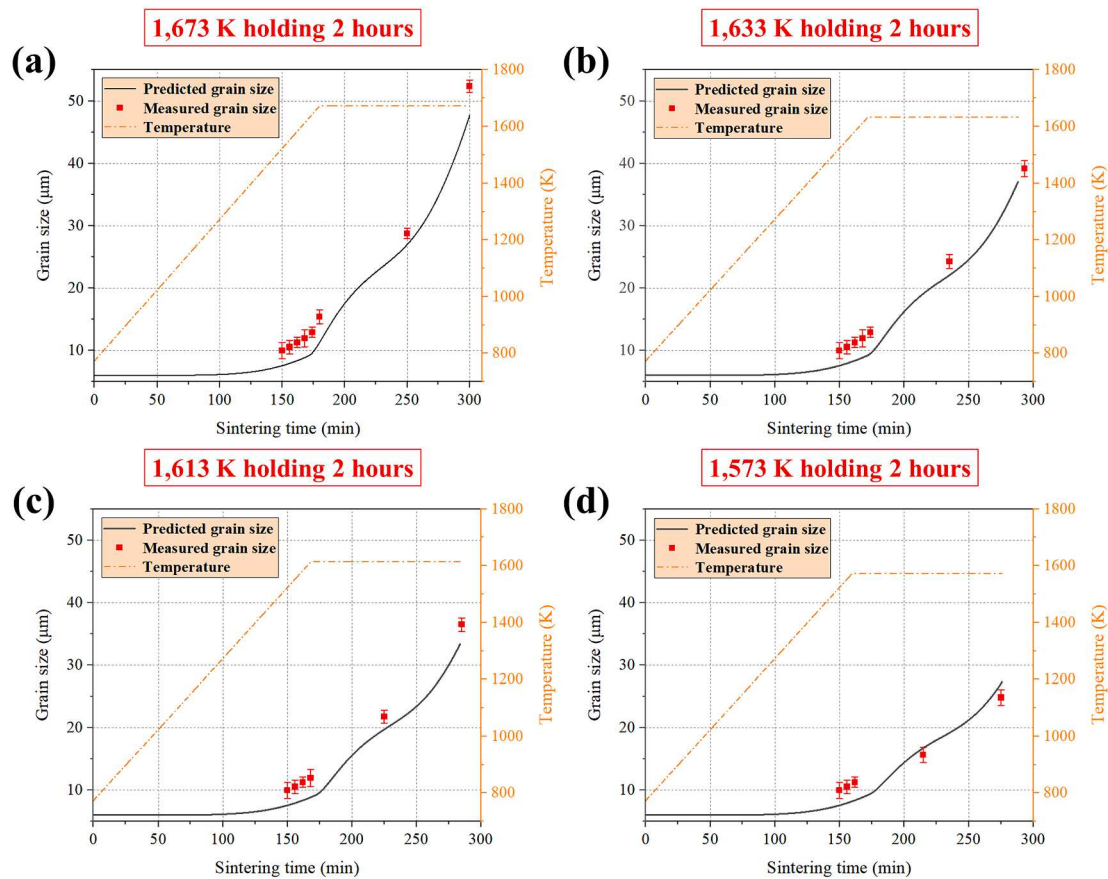 1,673 K holding 2 hours
(a)
Predicted grain size
Measured grain size
Temperature
Grain size (μm)
50
40
30
20
10
0
50
100
150
200
250
300
Sintering time (min)
1800
1600
1400
1200
1000
800
Temperature (K)
1,633 K holding 2 hours
(b)
Predicted grain size
Measured grain size
Temperature
Grain size (μm)
50
40
30
20
10
0
50
100
150
200
250
300
Sintering time (min)
1800
1600
1400
1200
1000
800
Temperature (K)
1,613 K holding 2 hours
(c)
Predicted grain size
Measured grain size
Temperature
Grain size (μm)
50
40
30
20
10
0
50
100
150
200
250
300
Sintering time (min)
1800
1600
1400
1200
1000
800
Temperature (K)
1,573 K holding 2 hours
(d)
Predicted grain size
Measured grain size
Temperature
Grain size (μm)
50
40
30
20
10
0
50
100
150
200
250
300
Sintering time (min)
1800
1600
1400
1200
1000
800
Temperature (K)